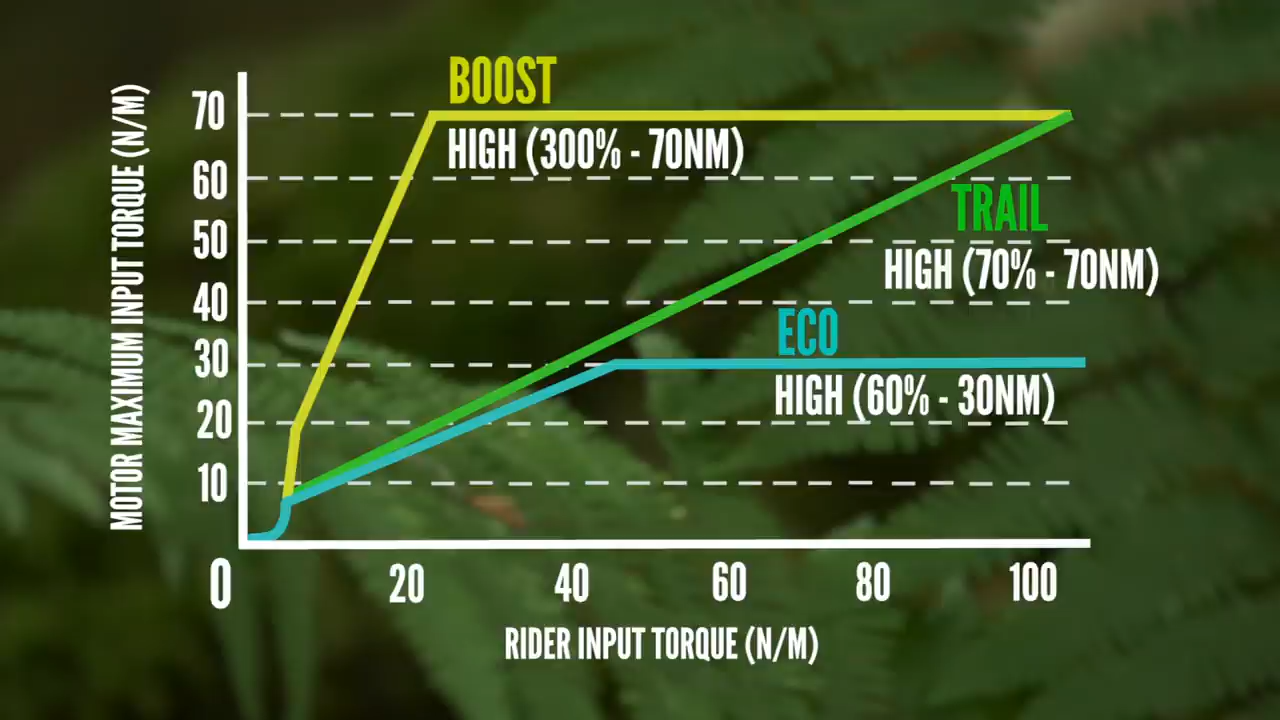 BOOST
HIGH (300% - 70NM)
TRAIL
HIGH (70% - 70NM)
ECO
HIGH (60% - 30NM)
MOTOR MAXIMUM INPUT TORQUE (N/M)
70
60
50
40
30
20
10
0
20
40
60
80
100
RIDER INPUT TORQUE (N/M)